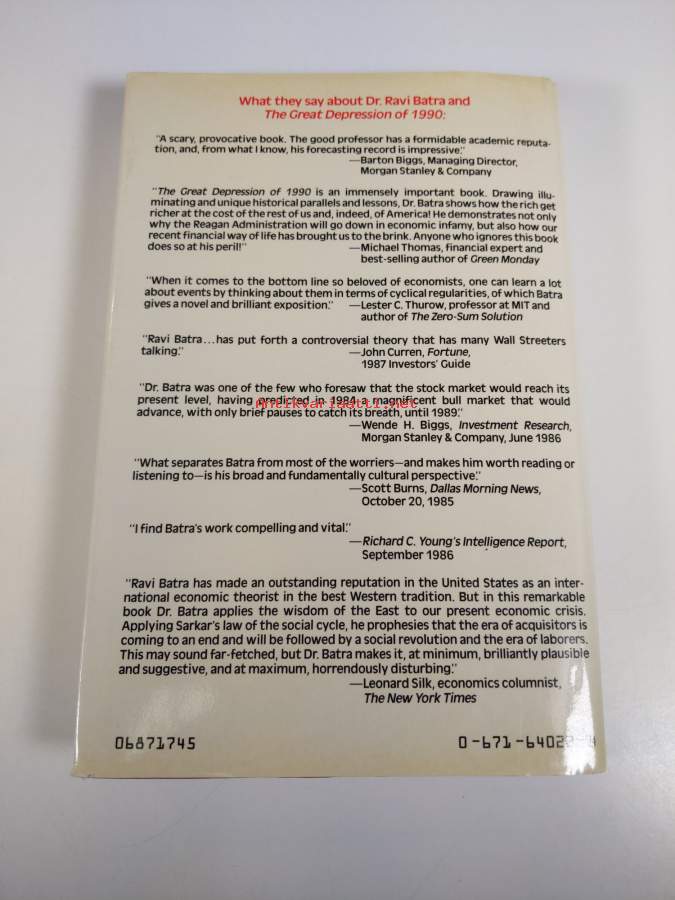 What they say about Dr. Ravi Batra and
The Great Depression of 1990:
"A scary, provocative book. The good professor has a formidable academic reputa-
tion, and, from what I know, his forecasting record is impressive."
—Barton Biggs, Managing Director,
Morgan Stanley & Company
"The Great Depression of 1990 is an immensely important book. Drawing illu-
minating and unique historical parallels and lessons, Dr. Batra shows how the rich get
richer at the cost of the rest of us and, indeed, of America! He demonstrates not only
why the Reagan Administration will go down in economic infamy, but also how our
recent financial way of life has brought us to the brink. Anyone who ignores this book
does so at his peril!" —Michael Thomas, financial expert and
best-selling author of Green Monday
"When it comes to the bottom line so beloved of economists, one can learn a lot
about events by thinking about them in terms of cyclical regularities, of which Batra
gives a novel and brilliant exposition." —Lester C. Thurow, professor at MIT and
author of The Zero-Sum Solution
"Ravi Batra...has put forth a controversial theory that has many Wall Streeters
talking." —John Curren, Fortune,
1987 Investors' Guide
"Dr. Batra was one of the few who foresaw that the stock market would reach its
present level, having predicted in 1984 a magnificent bull market that would
antikvariaatti.net
advance, with only brief pauses to catch its breath, until 1989."
—Wende H. Biggs, Investment Research,
Morgan Stanley & Company, June 1986
"What separates Batra from most of the worriers—and makes him worth reading or
listening to—is his broad and fundamentally cultural perspective."
—Scott Burns, Dallas Morning News,
October 20, 1985
"I find Batra's work compelling and vital."
—Richard C. Young's Intelligence Report,
September 1986
"Ravi Batra has made an outstanding reputation in the United States as an inter-
national economic theorist in the best Western tradition. But in this remarkable
book Dr. Batra applies the wisdom of the East to our present economic crisis.
Applying Sarkar's law of the social cycle, he prophesies that the era of acquisitors is
coming to an end and will be followed by a social revolution and the era of laborers.
This may sound far-fetched, but Dr. Batra makes it, at minimum, brilliantly plausible
and suggestive, and at maximum, horrendously disturbing."
—Leonard Silk, economics columnist,
The New York Times
06871745
0-671-6402